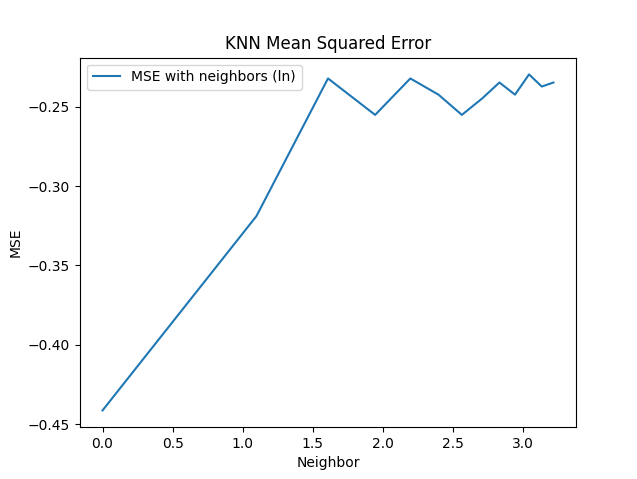 KNN Mean Squared Error
MSE with neighbors (ln)
−0.25
−0.30
−0.35
−0.40
−0.45
MSE
0.0 0.5 1.0 1.5 2.0 2.5 3.0
Neighbor